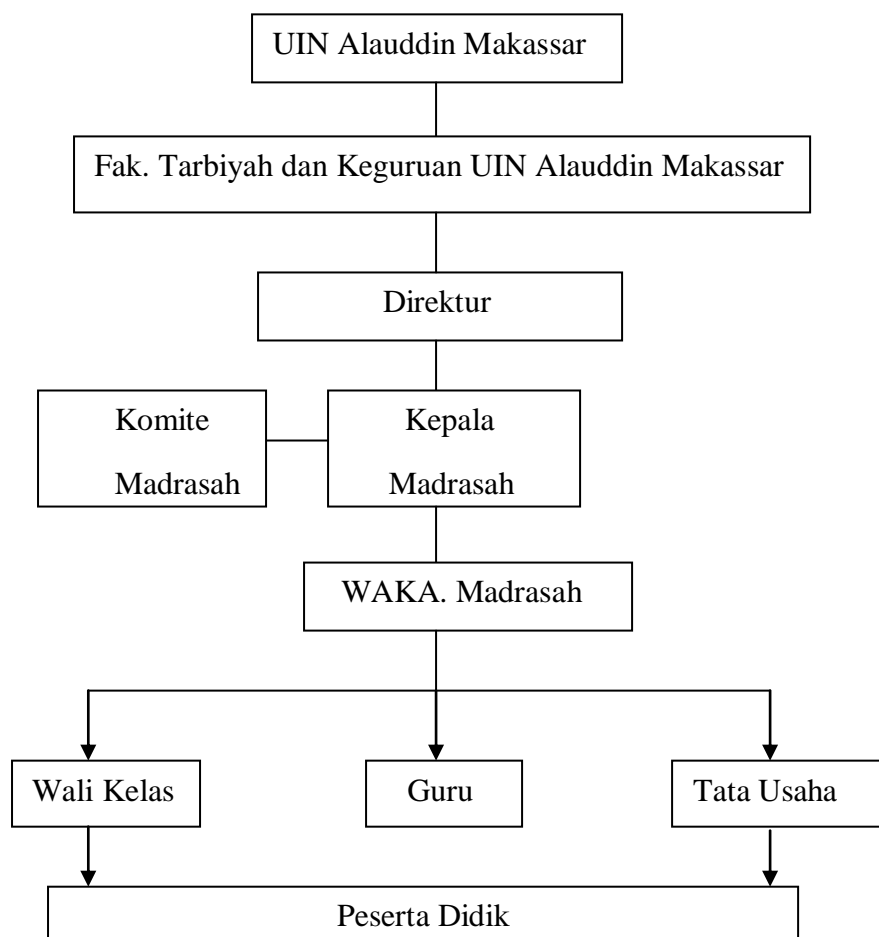 UIN Alauddin Makassar
Fak. Tarbiyah dan Keguruan UIN Alauddin Makassar
Direktur
Komite
Madrasah
Kepala
Madrasah
WAKA. Madrasah
Wali Kelas
Guru
Tata Usaha
Peserta Didik